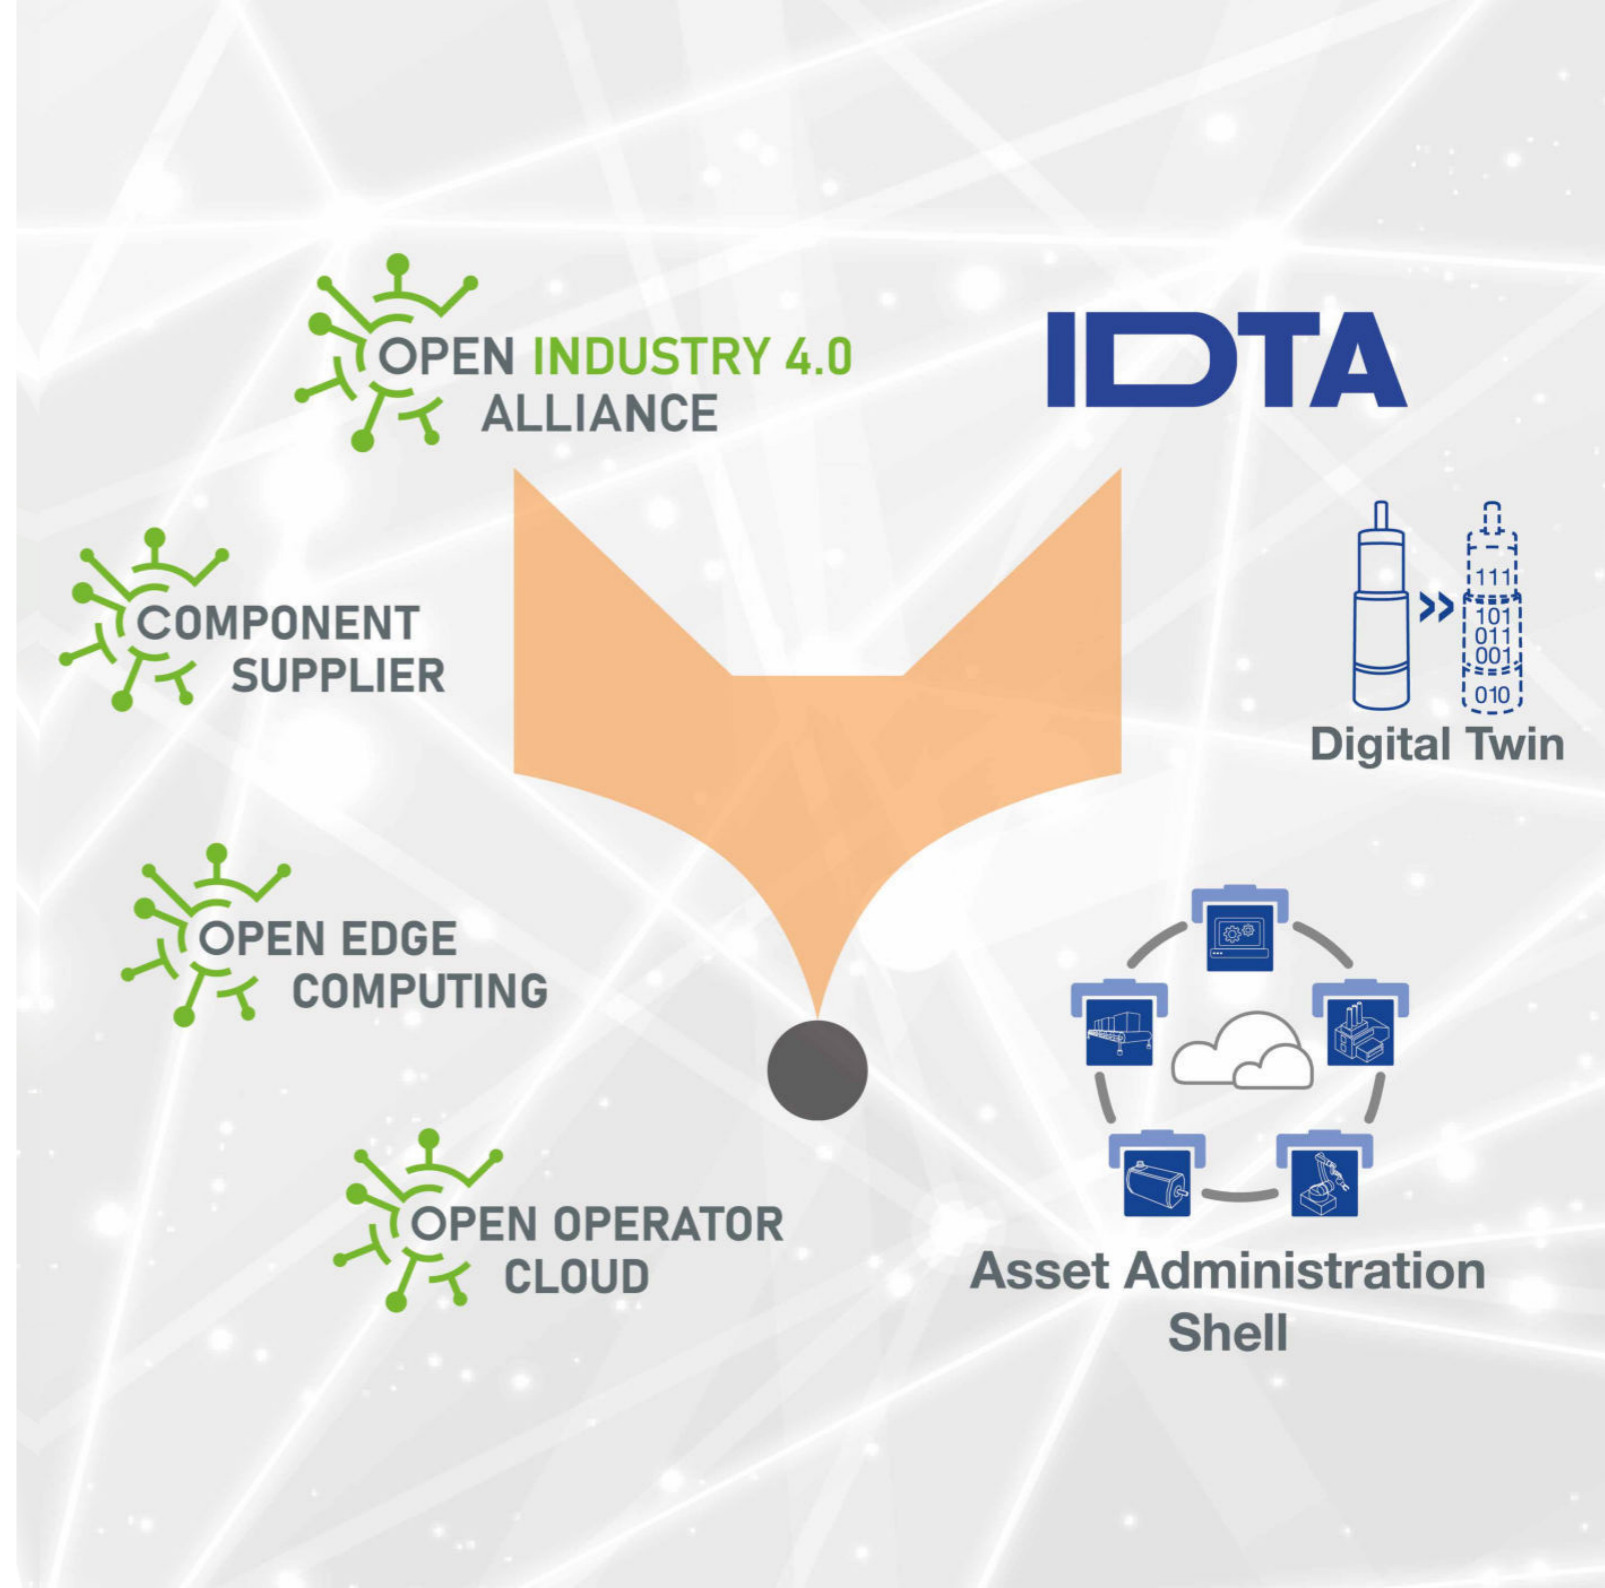 OPEN INDUSTRY 4.0
ALLIANCE
IDTA
COMPONENT
SUPPLIER
111
101
011
001
010
Digital Twin
OPEN EDGE
COMPUTING
OPEN OPERATOR
CLOUD
Asset Administration
Shell